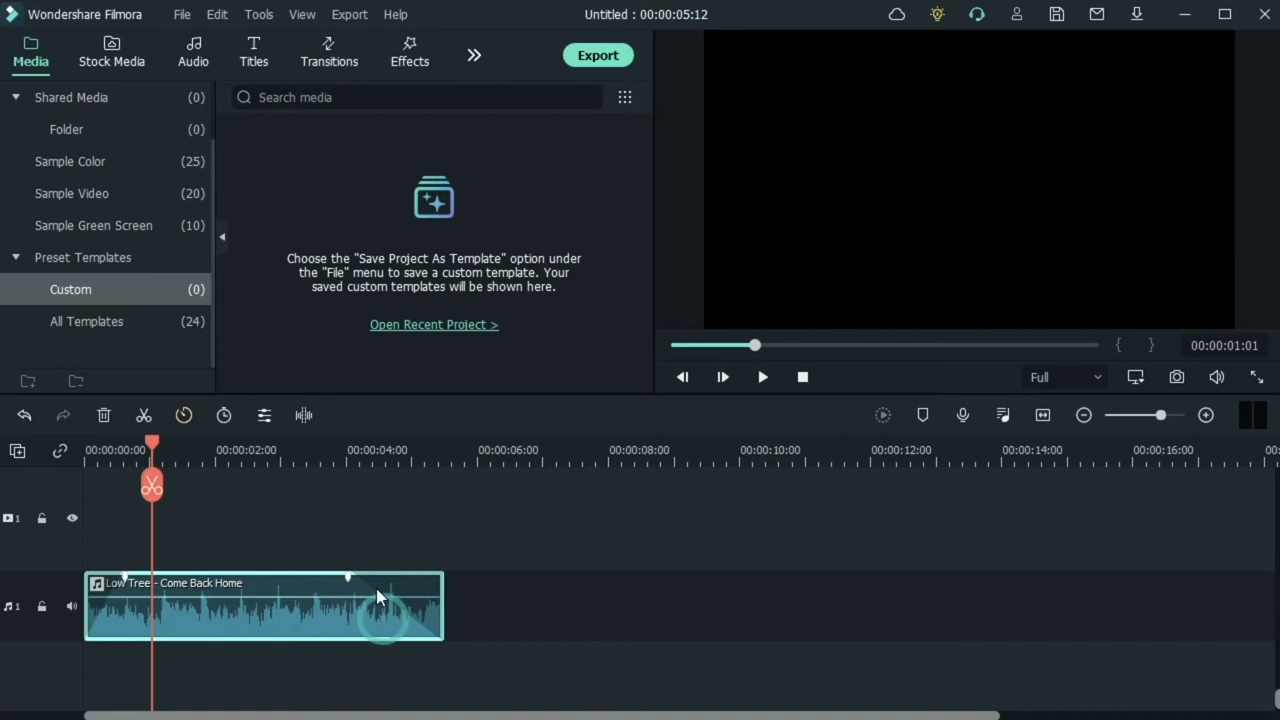 Wondershare Filmora
File Edit Tools View Export Help
Untitled : 00:00:05:12
Media
Stock Media
Audio
Titles
Transitions
Effects
Export
Shared Media (0)
Folder (0)
Sample Color (25)
Sample Video (20)
Sample Green Screen (10)
Preset Templates
Custom (0)
All Templates (24)
Search media
Choose the "Save Project As Template" option under
the "File" menu to save a custom template. Your
saved custom templates will be shown here.
Open Recent Project >
{ }
00:00:01:01
Full
00:00:00:00 00:00:02:00 00:00:04:00 00:00:06:00 00:00:08:00 00:00:10:00 00:00:12:00 00:00:14:00 00:00:16:00 00:
1
Low Tree - Come Back Home
1